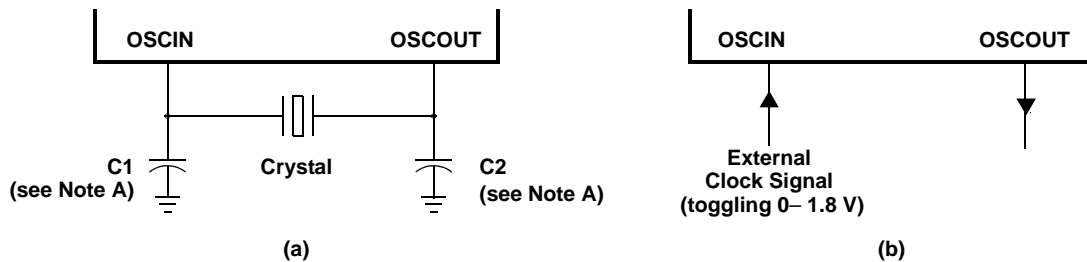 OSCIN OSCOUT
C1
(see Note A)
Crystal
C2
(see Note A)
(a)
OSCIN OSCOUT
External
Clock Signal
(toggling 0– 1.8 V)
(b)